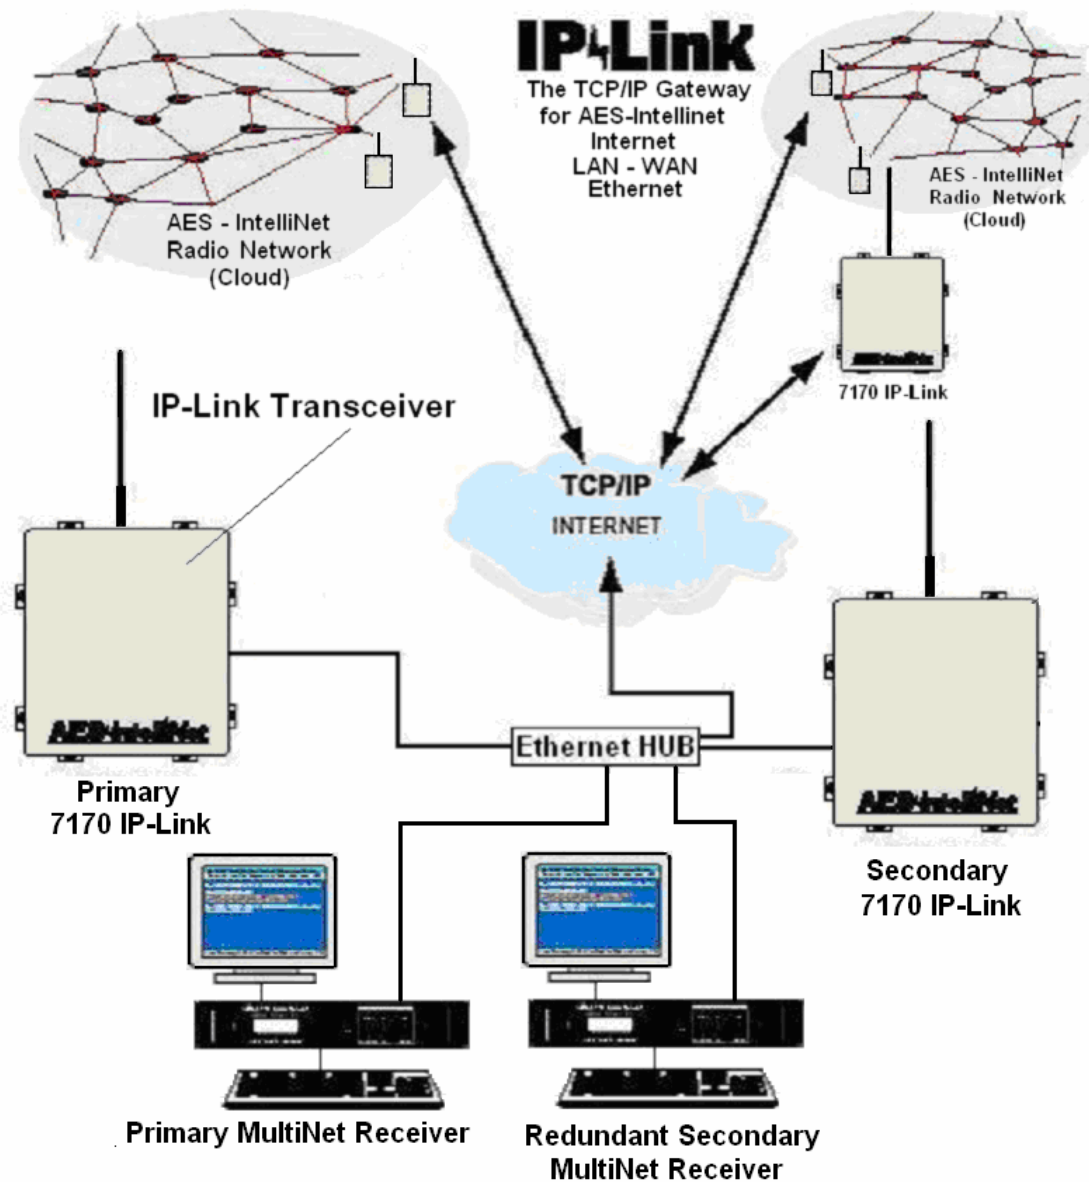 IP-Link
The TCP/IP Gateway
for AES-Intellinet
Internet
LAN - WAN
Ethernet
AES - IntelliNet
Radio Network
(Cloud)
AES - IntelliNet
Radio Network
(Cloud)
7170 IP-Link
IP-Link Transceiver
TCP/IP
INTERNET
AES-IntelliNet
Primary
7170 IP-Link
Ethernet HUB
AES-IntelliNet
Secondary
7170 IP-Link
Primary MultiNet Receiver
Redundant Secondary
MultiNet Receiver